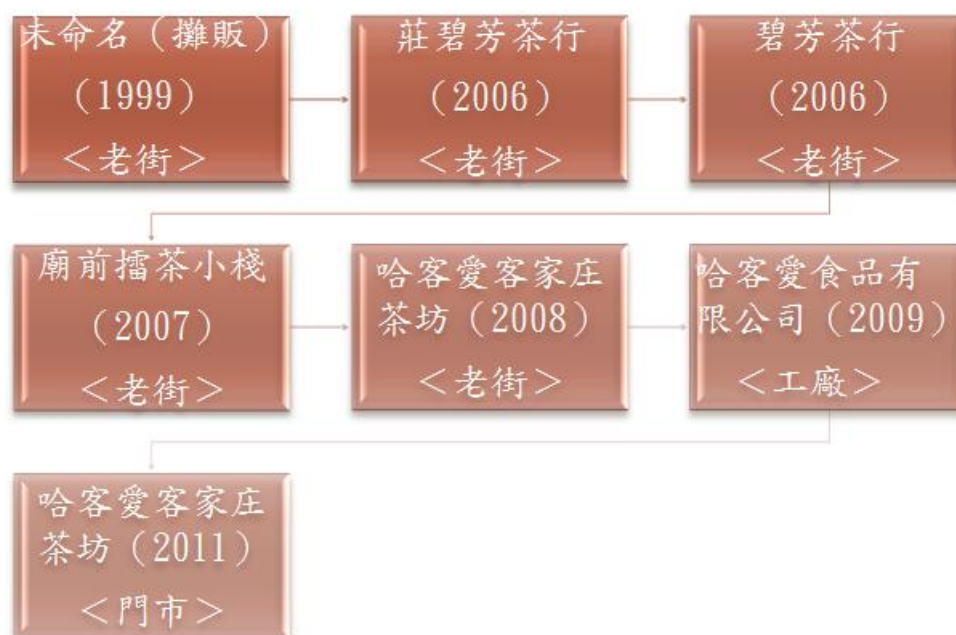 未命名（攤販）
（1999）
＜老街＞
莊碧芳茶行
（2006）
＜老街＞
碧芳茶行
（2006）
＜老街＞
廟前擂茶小棧
（2007）
＜老街＞
哈客愛客家庄
茶坊（2008）
＜老街＞
哈客愛食品有
限公司（2009）
＜工廠＞
哈客愛客家庄
茶坊（2011）
＜門市＞